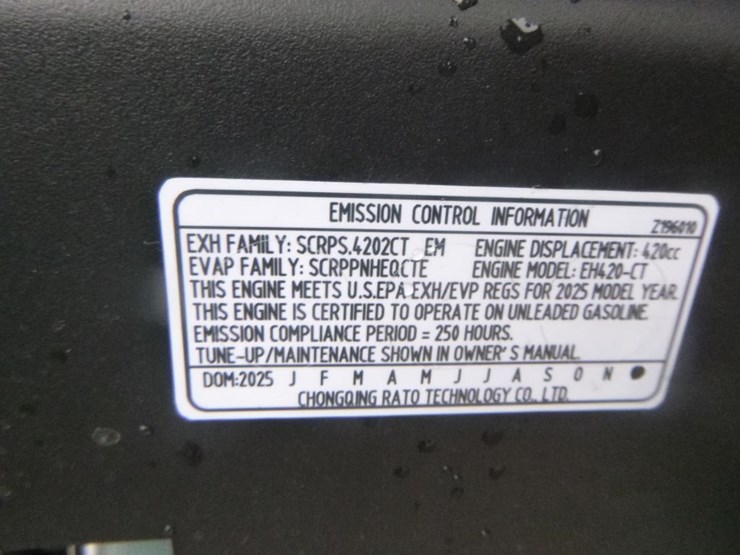 EMISSION CONTROL INFORMATION Z196010
EXH FAMILY: SCRPS.4202CT EM ENGINE DISPLACEMENT: 420cc
EVAP FAMILY: SCRPPNHEQCTE ENGINE MODEL: EH420-CT
THIS ENGINE MEETS U.S.EPA EXH/EVP REGS FOR 2025 MODEL YEAR
THIS ENGINE IS CERTIFIED TO OPERATE ON UNLEADED GASOLINE.
EMISSION COMPLIANCE PERIOD = 250 HOURS.
TUNE-UP/MAINTENANCE SHOWN IN OWNER' S MANUAL.
DOM:2025 J F M A M J J A S O N ●
CHONGQING RATO TECHNOLOGY CO., LTD.